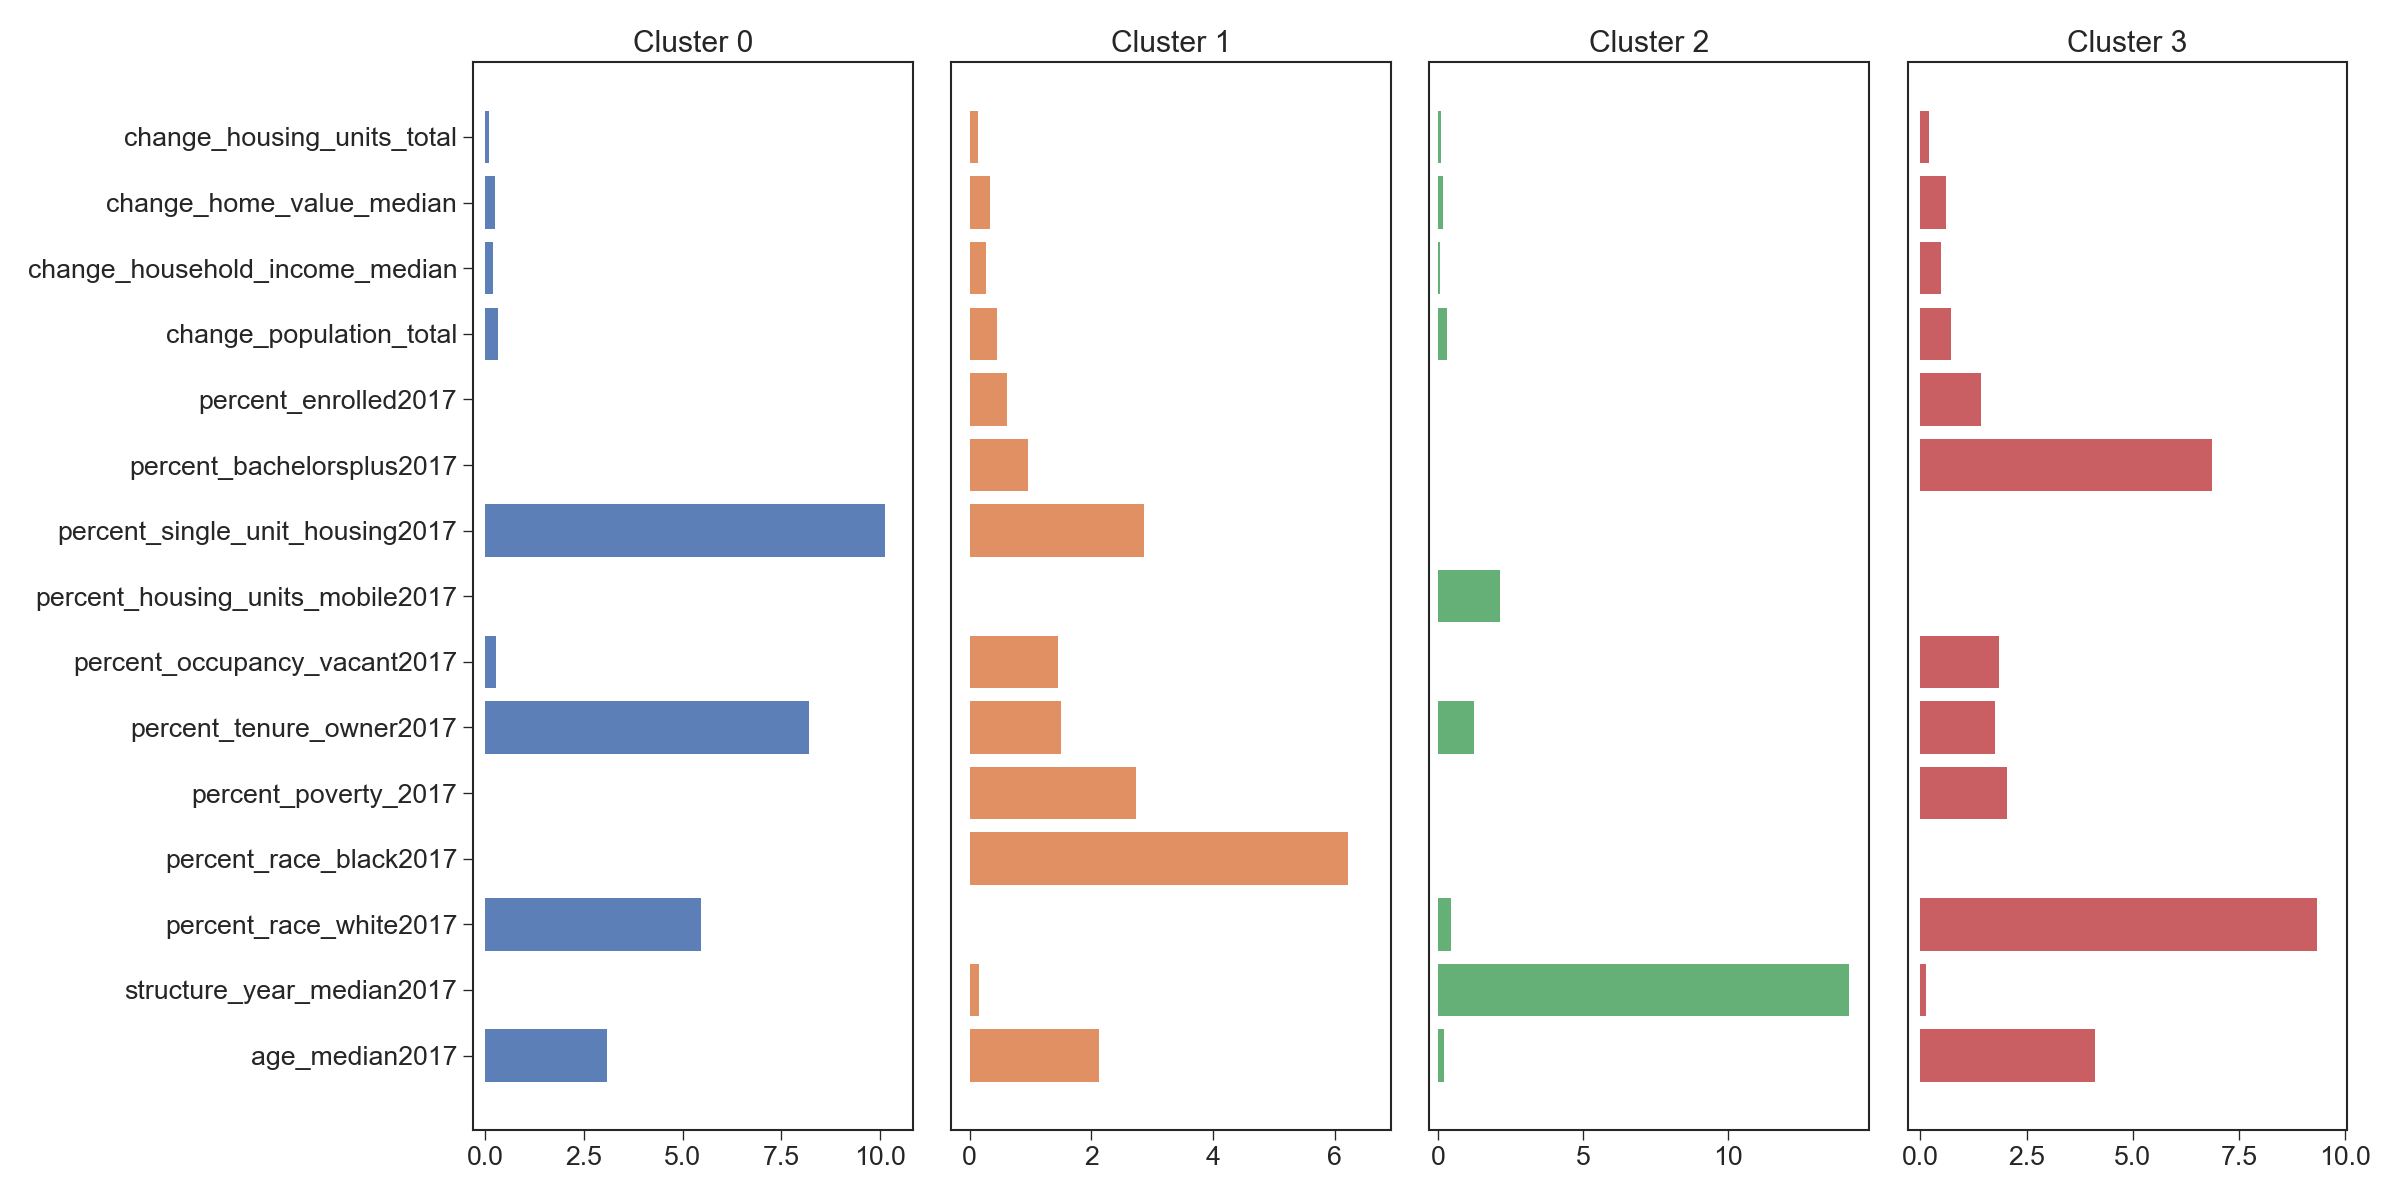 Cluster 0
Cluster 1
Cluster 2
Cluster 3
change_housing_units_total
change_home_value_median
change_household_income_median
change_population_total
percent_enrolled2017
percent_bachelorsplus2017
percent_single_unit_housing2017
percent_housing_units_mobile2017
percent_occupancy_vacant2017
percent_tenure_owner2017
percent_poverty_2017
percent_race_black2017
percent_race_white2017
structure_year_median2017
age_median2017
0.0 2.5 5.0 7.5 10.0
0 2 4 6
0 5 10
0.0 2.5 5.0 7.5 10.0